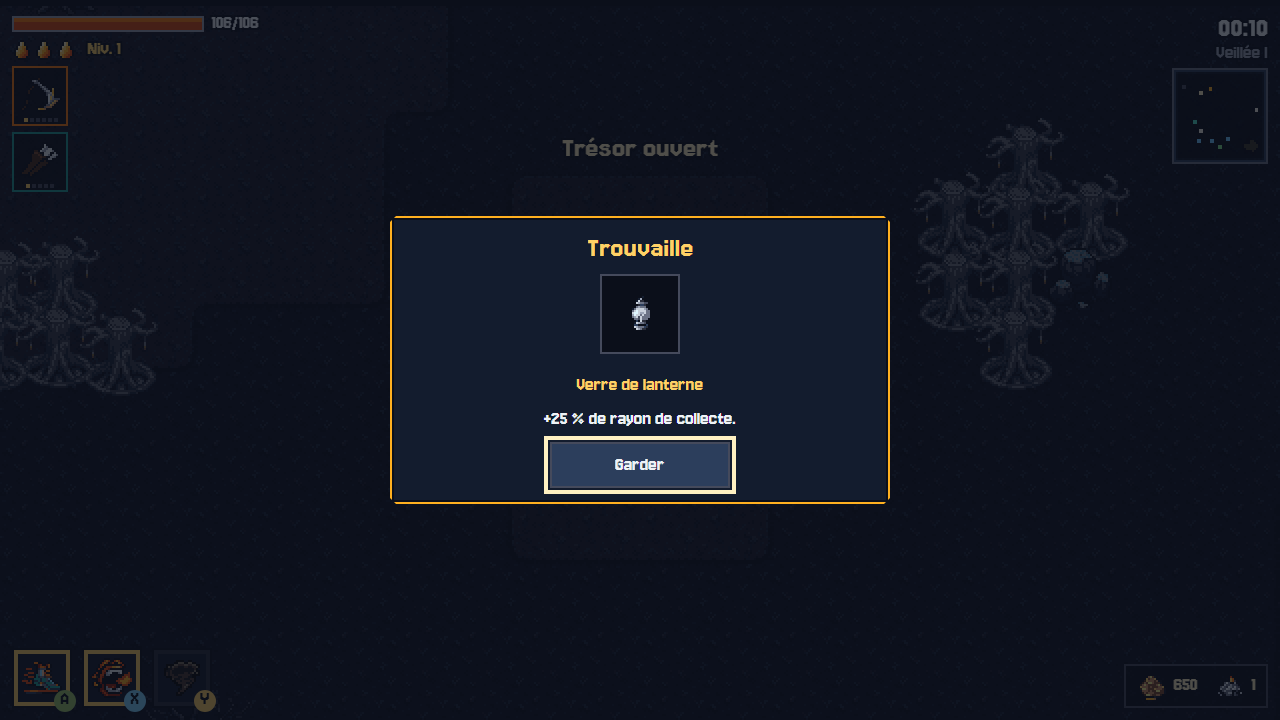 106/106
Niv. 1
00:10
Veillée I
Trésor ouvert
Trouvaille
Verre de lanterne
+25 % de rayon de collecte.
Garder
A
X
Y
650
1